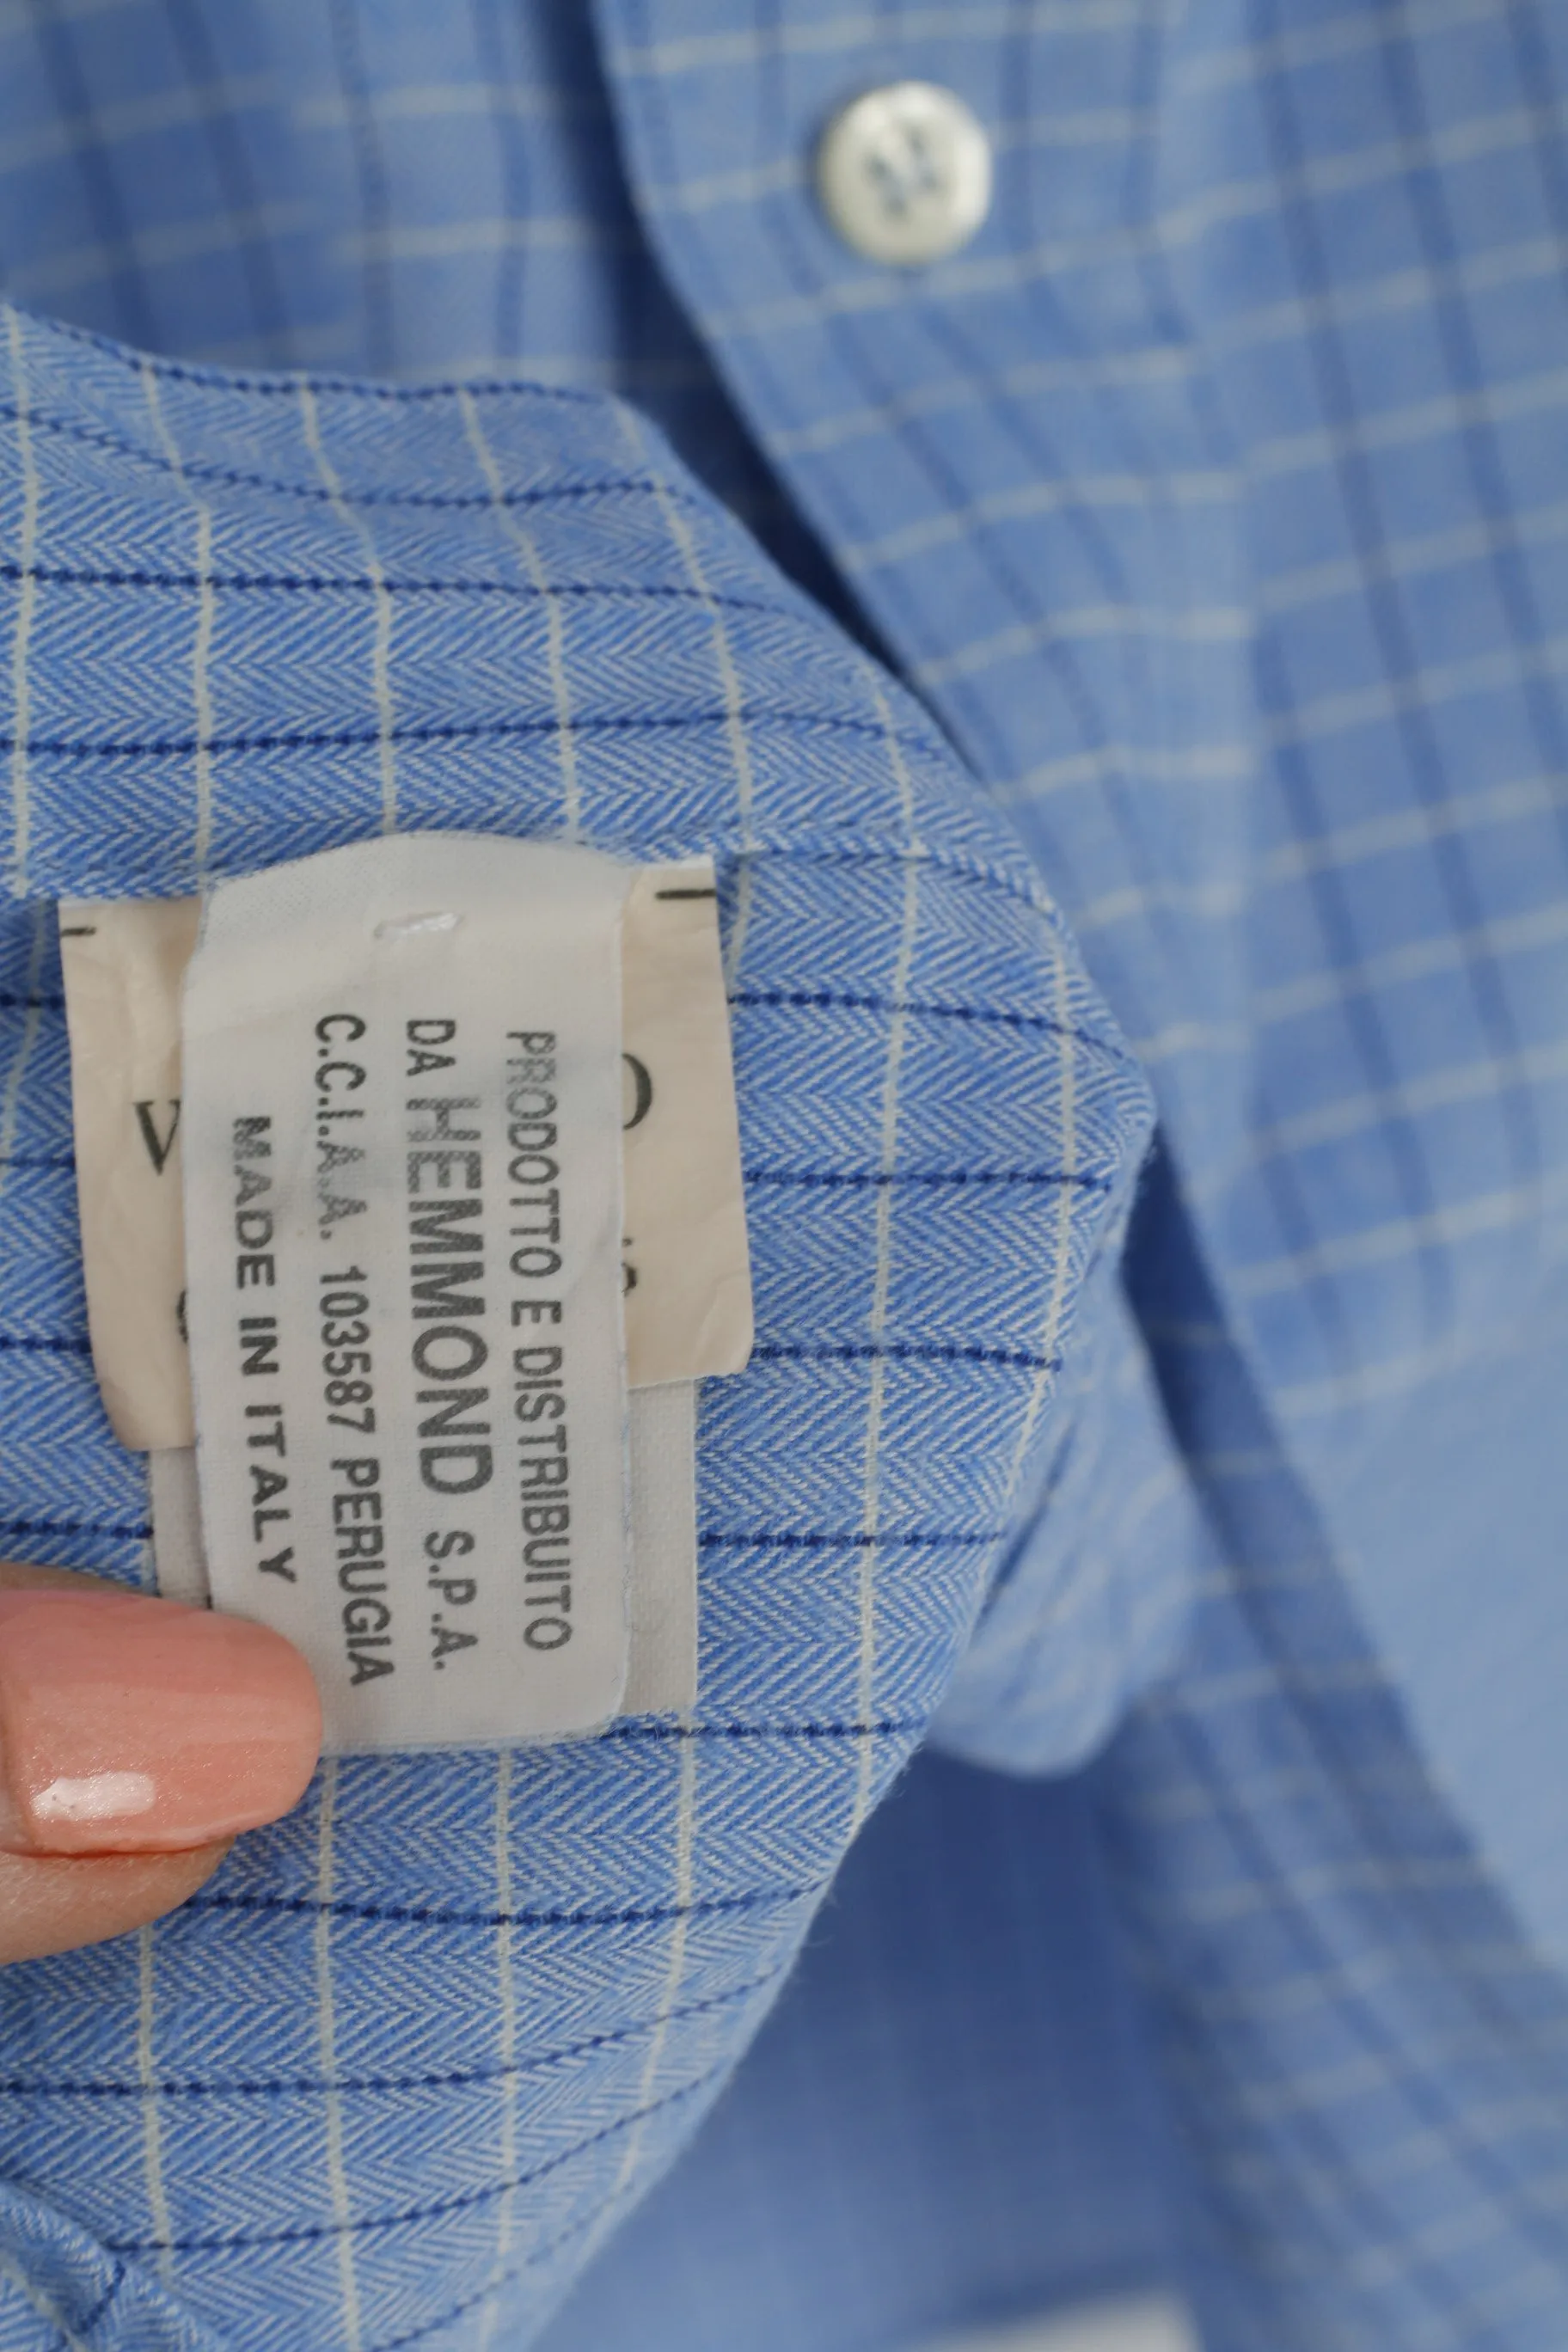 PRODOTTO E DISTRIBUITO
DA HEMMOND S.P.A.
C.C.I.A.A. 103587 PERUGIA
MADE IN ITALY